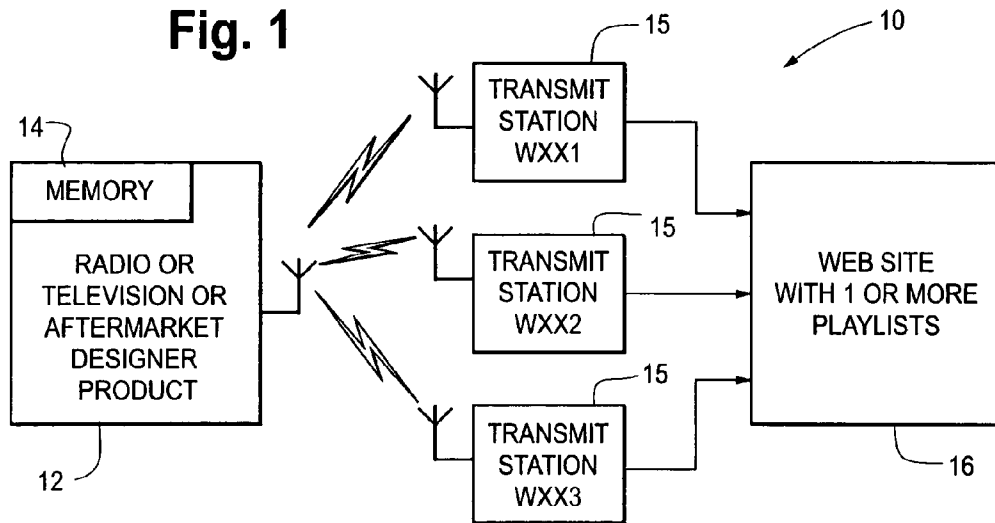 Fig. 1
10
15
TRANSMIT
STATION
WXX1
14
MEMORY
RADIO OR
TELEVISION OR
AFTERMARKET
DESIGNER
PRODUCT
12
15
TRANSMIT
STATION
WXX2
15
TRANSMIT
STATION
WXX3
WEB SITE
WITH 1 OR MORE
PLAYLISTS
16